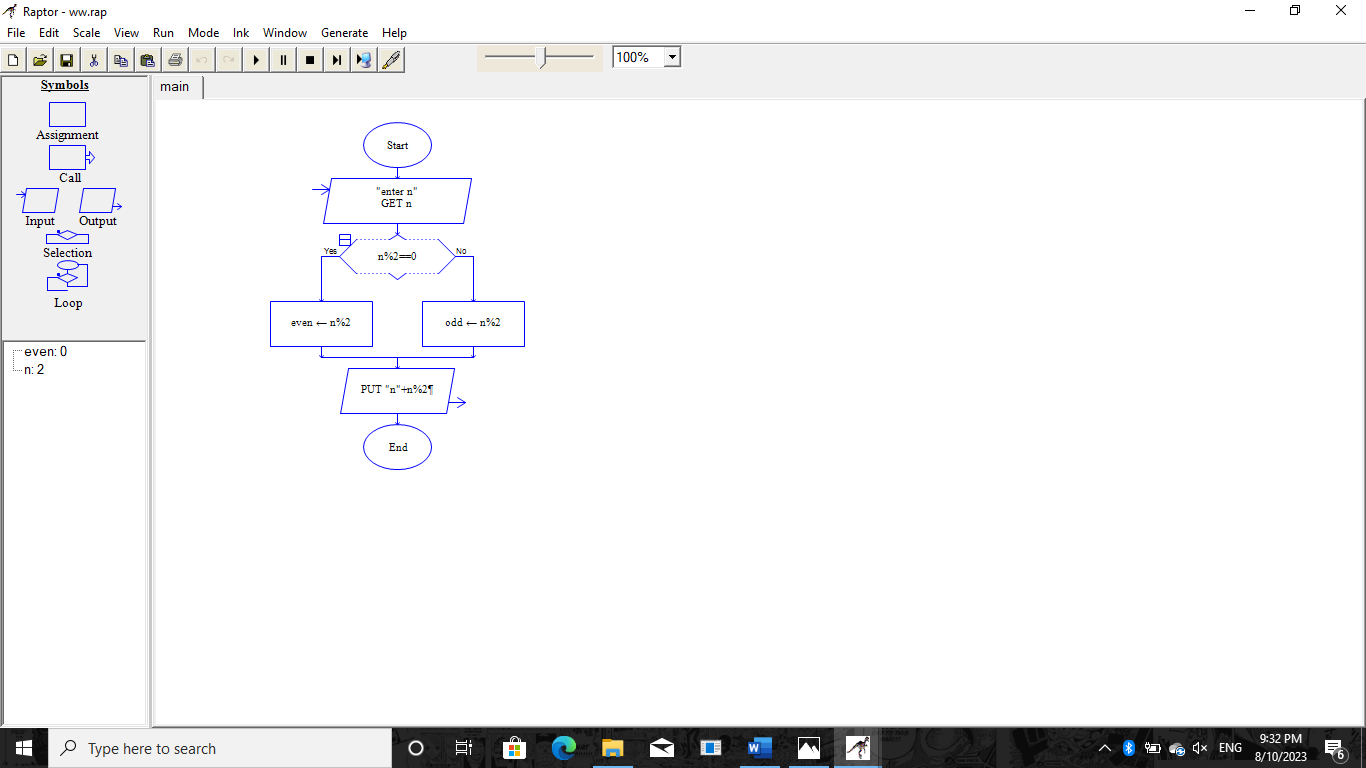 Raptor - ww.rap
File Edit Scale View Run Mode Ink Window Generate Help
100%
Symbols
Assignment
Call
Input Output
Selection
Loop
even: 0
n: 2
main
Start
"enter n"
GET n
Yes n%2==0 No
even ← n%2 odd ← n%2
PUT "n"+n%2¶
End
Type here to search
ENG
9:32 PM
8/10/2023
6